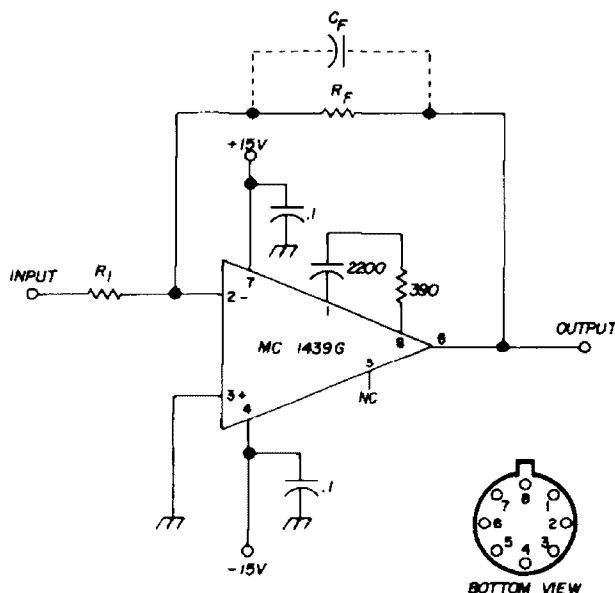 C_F
R_F
+15V
.1
INPUT
R_1
7
2200
390
2 -
1
8
6
OUTPUT
MC 1439G
5
NC
3 +
4
.1
-15V
8
7
1
6
2
5
3
4
BOTTOM VIEW